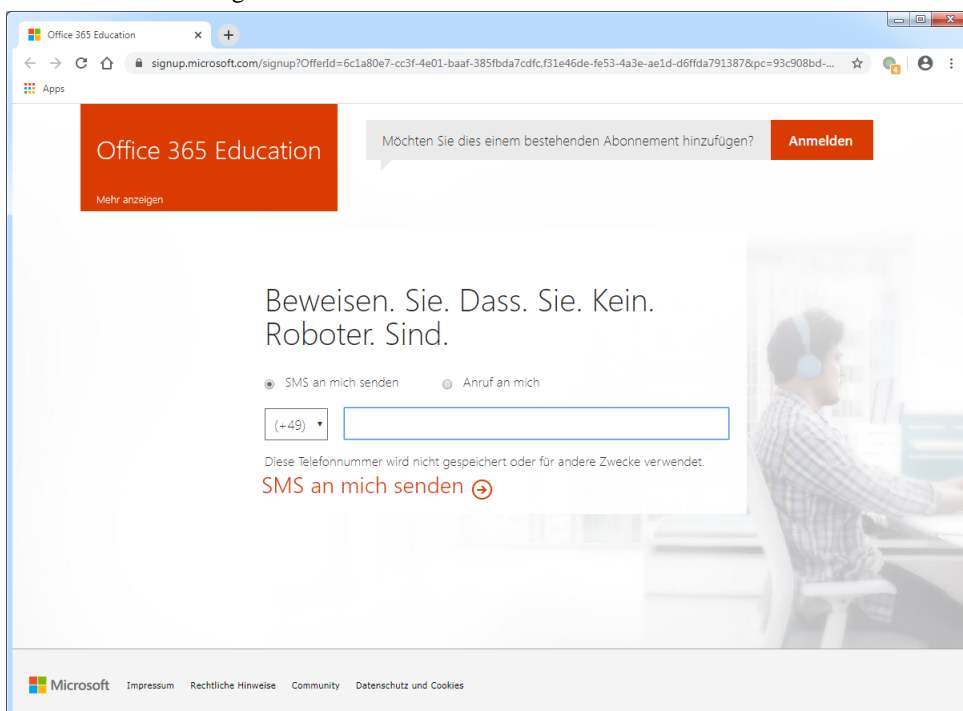 Office 365 Education
signup.microsoft.com/signup?OfferId=6c1a80e7-cc3f-4e01-baaf-385fbda7cdfc,f31e46de-fe53-4a3e-ae1d-d6ffda791387&pc=93c908bd-...
Apps
Office 365 Education
Mehr anzeigen
Möchten Sie dies einem bestehenden Abonnement hinzufügen? Anmelden
Beweisen. Sie. Dass. Sie. Kein.
Roboter. Sind.
SMS an mich senden Anruf an mich
(+49)
Diese Telefonnummer wird nicht gespeichert oder für andere Zwecke verwendet.
SMS an mich senden
Microsoft Impressum Rechtliche Hinweise Community Datenschutz und Cookies